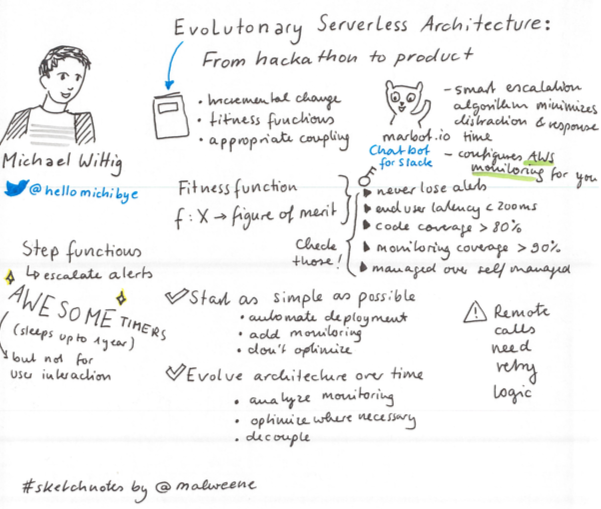 Evolutonary Serverless Architecture:
From hackathon to product
Michael Wittig
@hellomichibye
• Incremental change
• fitness functions
• appropriate coupling
marbot.io
Chatbot
for Slack
- smart escalation
algorithm minimizes
distraction & response
time
- configures AWS
monitoring for you
Fitness function
f: X → figure of merit
Check
those!
never lose alerts
end user latency < 200ms
code coverage > 80%
monitoring coverage > 90%
managed over self managed
Step functions
↳ escalate alerts
AWESOME TIMERS
(sleeps up to 1 year)
but not for
user interaction
Start as simple as possible
• automate deployment
• add monitoring
• don't optimize
Evolve architecture over time
• analyze monitoring
• optimize where necessary
• decouple
Remote
calls
need
retry
logic
#sketchnotes by @malweene